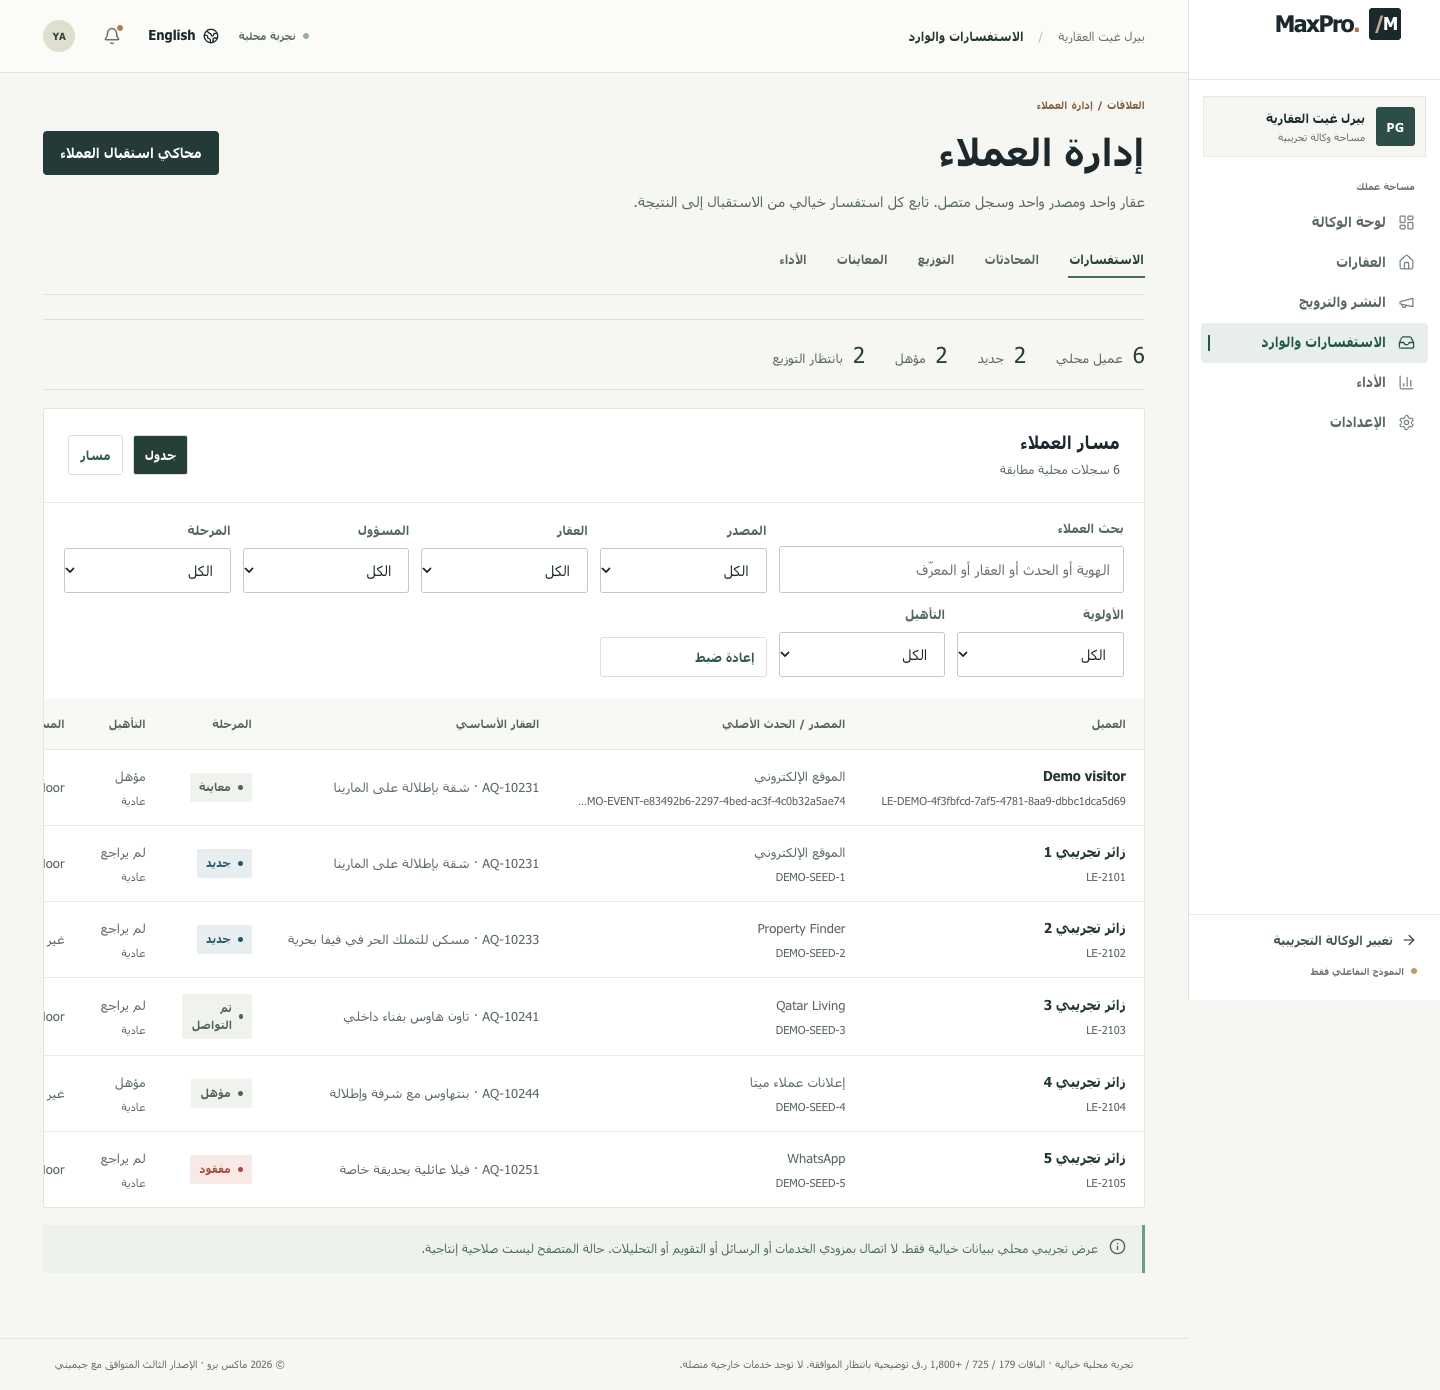 MaxPro.
/M
PG
بيرل غيت العقارية
مساحة وكالة تجريبية
مساحة عملك
لوحة الوكالة
العقارات
النشر والترويج
الاستفسارات والوارد
الأداء
الإعدادات
تغيير الوكالة التجريبية
النموذج التفاعلي فقط
بيرل غيت العقارية / الاستفسارات والوارد
تجربة محلية
English
YA
العلاقات / إدارة العملاء
إدارة العملاء
محاكي استقبال العملاء
عقار واحد ومصدر واحد وسجل متصل. تابع كل استفسار خيالي من الاستقبال إلى النتيجة.
الاستفسارات المحادثات التوزيع المعاينات الأداء
6 عميل محلي 2 جديد 2 مؤهل 2 بانتظار التوزيع
مسار العملاء
6 سجلات محلية مطابقة
جدول مسار
بحث العملاء المصدر العقار المسؤول المرحلة
الهوية أو الحدث أو العقار أو المعرّف الكل الكل الكل الكل
الأولوية التأهيل
الكل الكل إعادة ضبط
العميل المصدر / الحدث الأصلي العقار الأساسي المرحلة التأهيل
Demo visitor الموقع الإلكتروني AQ-10231 · شقة بإطلالة على المارينا معاينة مؤهل
LE-DEMO-4f3fbfcd-7af5-4781-8aa9-dbbc1dca5d69 ...MO-EVENT-e83492b6-2297-4bed-ac3f-4c0b32a5ae74 عادية
زائر تجريبي 1 الموقع الإلكتروني AQ-10231 · شقة بإطلالة على المارينا جديد لم يراجع
LE-2101 DEMO-SEED-1 عادية
زائر تجريبي 2 Property Finder AQ-10233 · مسكن للتملك الحر في فيفا بحرية جديد لم يراجع غير
LE-2102 DEMO-SEED-2 عادية
زائر تجريبي 3 Qatar Living AQ-10241 · تاون هاوس بفناء داخلي تم التواصل لم يراجع
LE-2103 DEMO-SEED-3 عادية
زائر تجريبي 4 إعلانات عملاء ميتا AQ-10244 · بنتهاوس مع شرفة وإطلالة مؤهل مؤهل غير
LE-2104 DEMO-SEED-4 عادية
زائر تجريبي 5 WhatsApp AQ-10251 · فيلا عائلية بحديقة خاصة مفقود لم يراجع
LE-2105 DEMO-SEED-5 عادية
عرض تجريبي محلي ببيانات خيالية فقط. لا اتصال بمزودي الخدمات أو الرسائل أو التقويم أو التحليلات. حالة المتصفح ليست صلاحية إنتاجية.
تجربة محلية خيالية · الباقات 179 / 725 / +1,800 ر.ق توضيحية بانتظار الموافقة. لا توجد خدمات خارجية متصلة.
© 2026 ماكس برو · الإصدار الثالث المتوافق مع جيميني